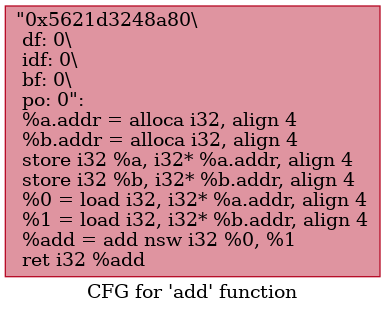 "0x5621d3248a80\
df: 0\
idf: 0\
bf: 0\
po: 0":
%a.addr = alloca i32, align 4
%b.addr = alloca i32, align 4
store i32 %a, i32* %a.addr, align 4
store i32 %b, i32* %b.addr, align 4
%0 = load i32, i32* %a.addr, align 4
%1 = load i32, i32* %b.addr, align 4
%add = add nsw i32 %0, %1
ret i32 %add
CFG for 'add' function